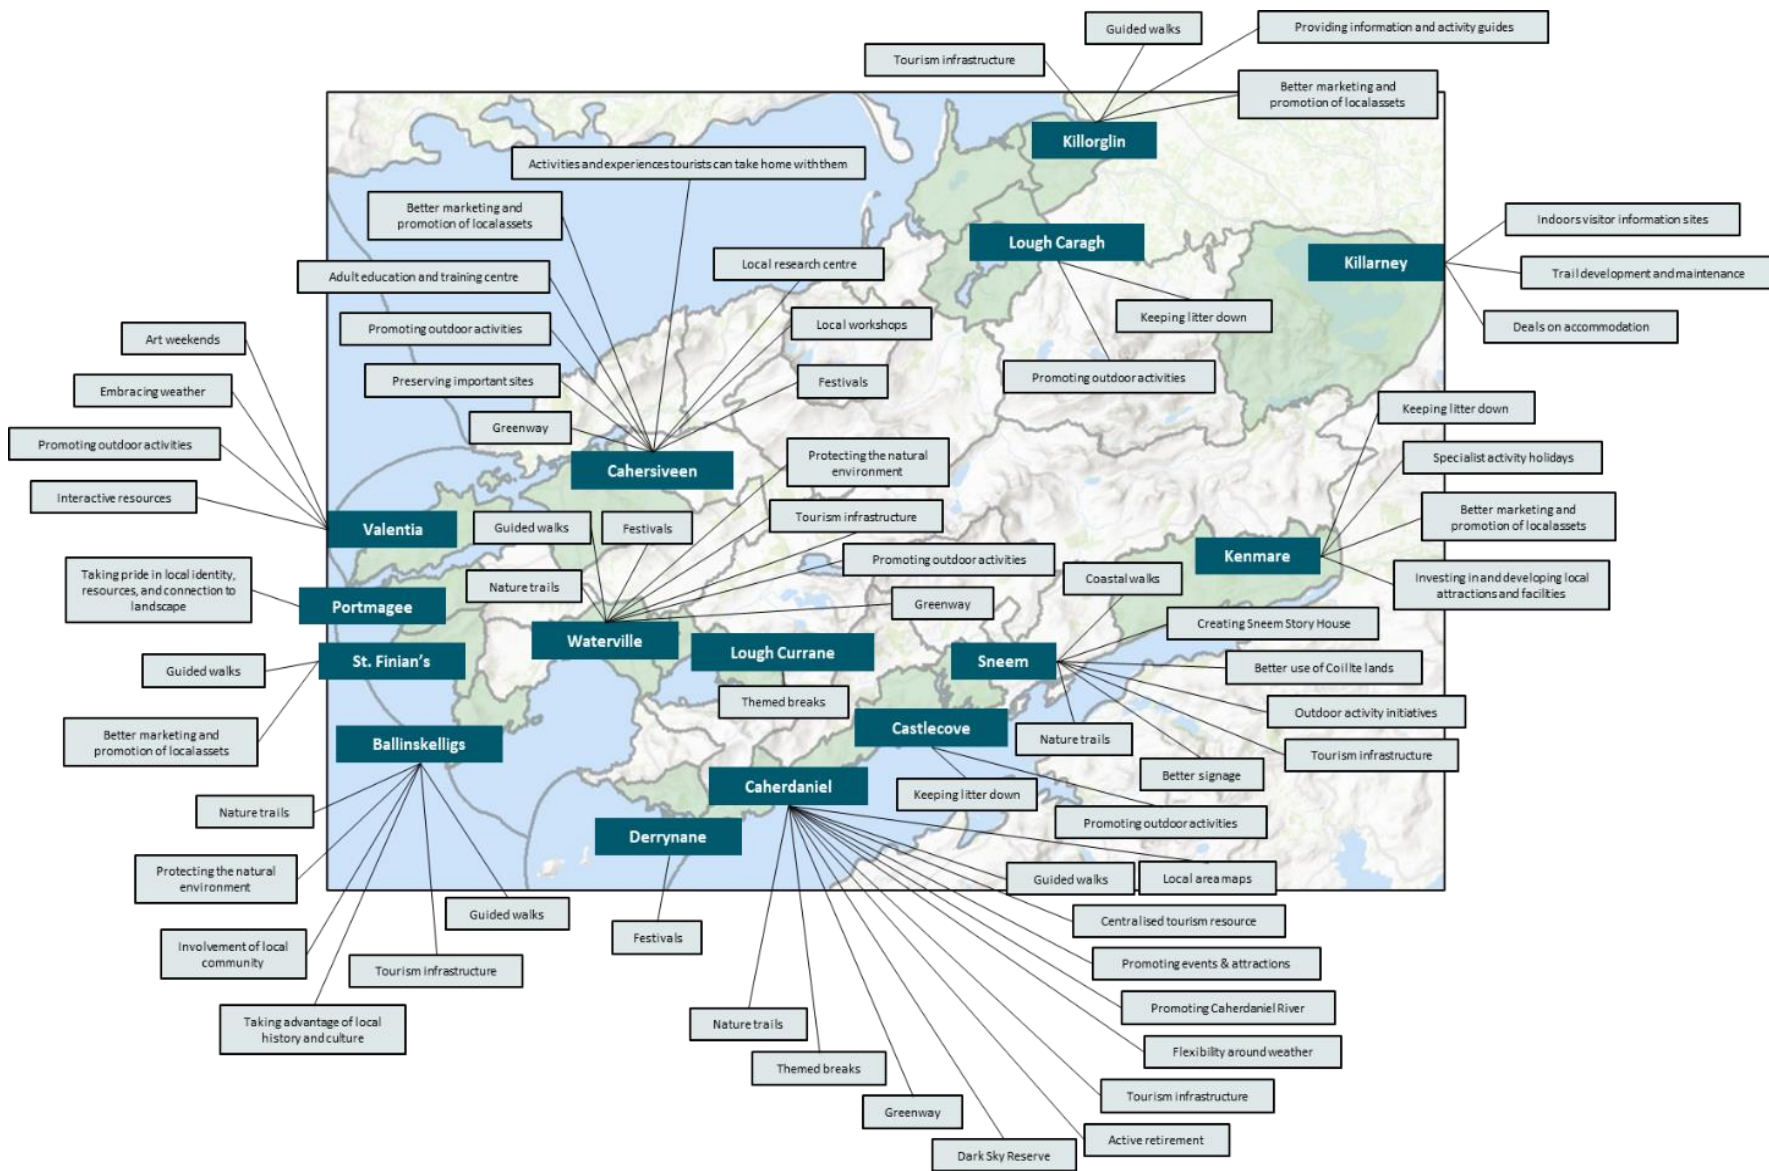 Guided walks
Providing information and activity guides
Tourism infrastructure
Better marketing and
promotion of localassets
Killorglin
Activities and experiences tourists can take home with them
Better marketing and
promotion of localassets
Lough Caragh
Indoors visitor information sites
Killarney
Trail development and maintenance
Deals on accommodation
Adult education and training centre
Local research centre
Keeping litter down
Promoting outdoor activities
Local workshops
Promoting outdoor activities
Preserving important sites
Festivals
Greenway
Cahersiveen
Art weekends
Embracing weather
Promoting outdoor activities
Interactive resources
Valentia
Protecting the natural
environment
Guided walks
Festivals
Tourism infrastructure
Nature trails
Promoting outdoor activities
Greenway
Waterville
Keeping litter down
Specialist activity holidays
Better marketing and
promotion of localassets
Kenmare
Investing in and developing local
attractions and facilities
Taking pride in local identity,
resources, and connection to
landscape
Portmagee
St. Finian's
Guided walks
Better marketing and
promotion of localassets
Lough Currane
Themed breaks
Coastal walks
Creating Sneem Story House
Sneem
Better use of Coillte lands
Outdoor activity initiatives
Tourism infrastructure
Nature trails
Better signage
Castlecove
Keeping litter down
Promoting outdoor activities
Ballinskelligs
Nature trails
Protecting the natural
environment
Guided walks
Involvement of local
community
Tourism infrastructure
Taking advantage of local
history and culture
Derrynane
Festivals
Caherdaniel
Guided walks
Local area maps
Centralised tourism resource
Promoting events & attractions
Promoting Caherdaniel River
Nature trails
Flexibility around weather
Themed breaks
Tourism infrastructure
Greenway
Active retirement
Dark Sky Reserve